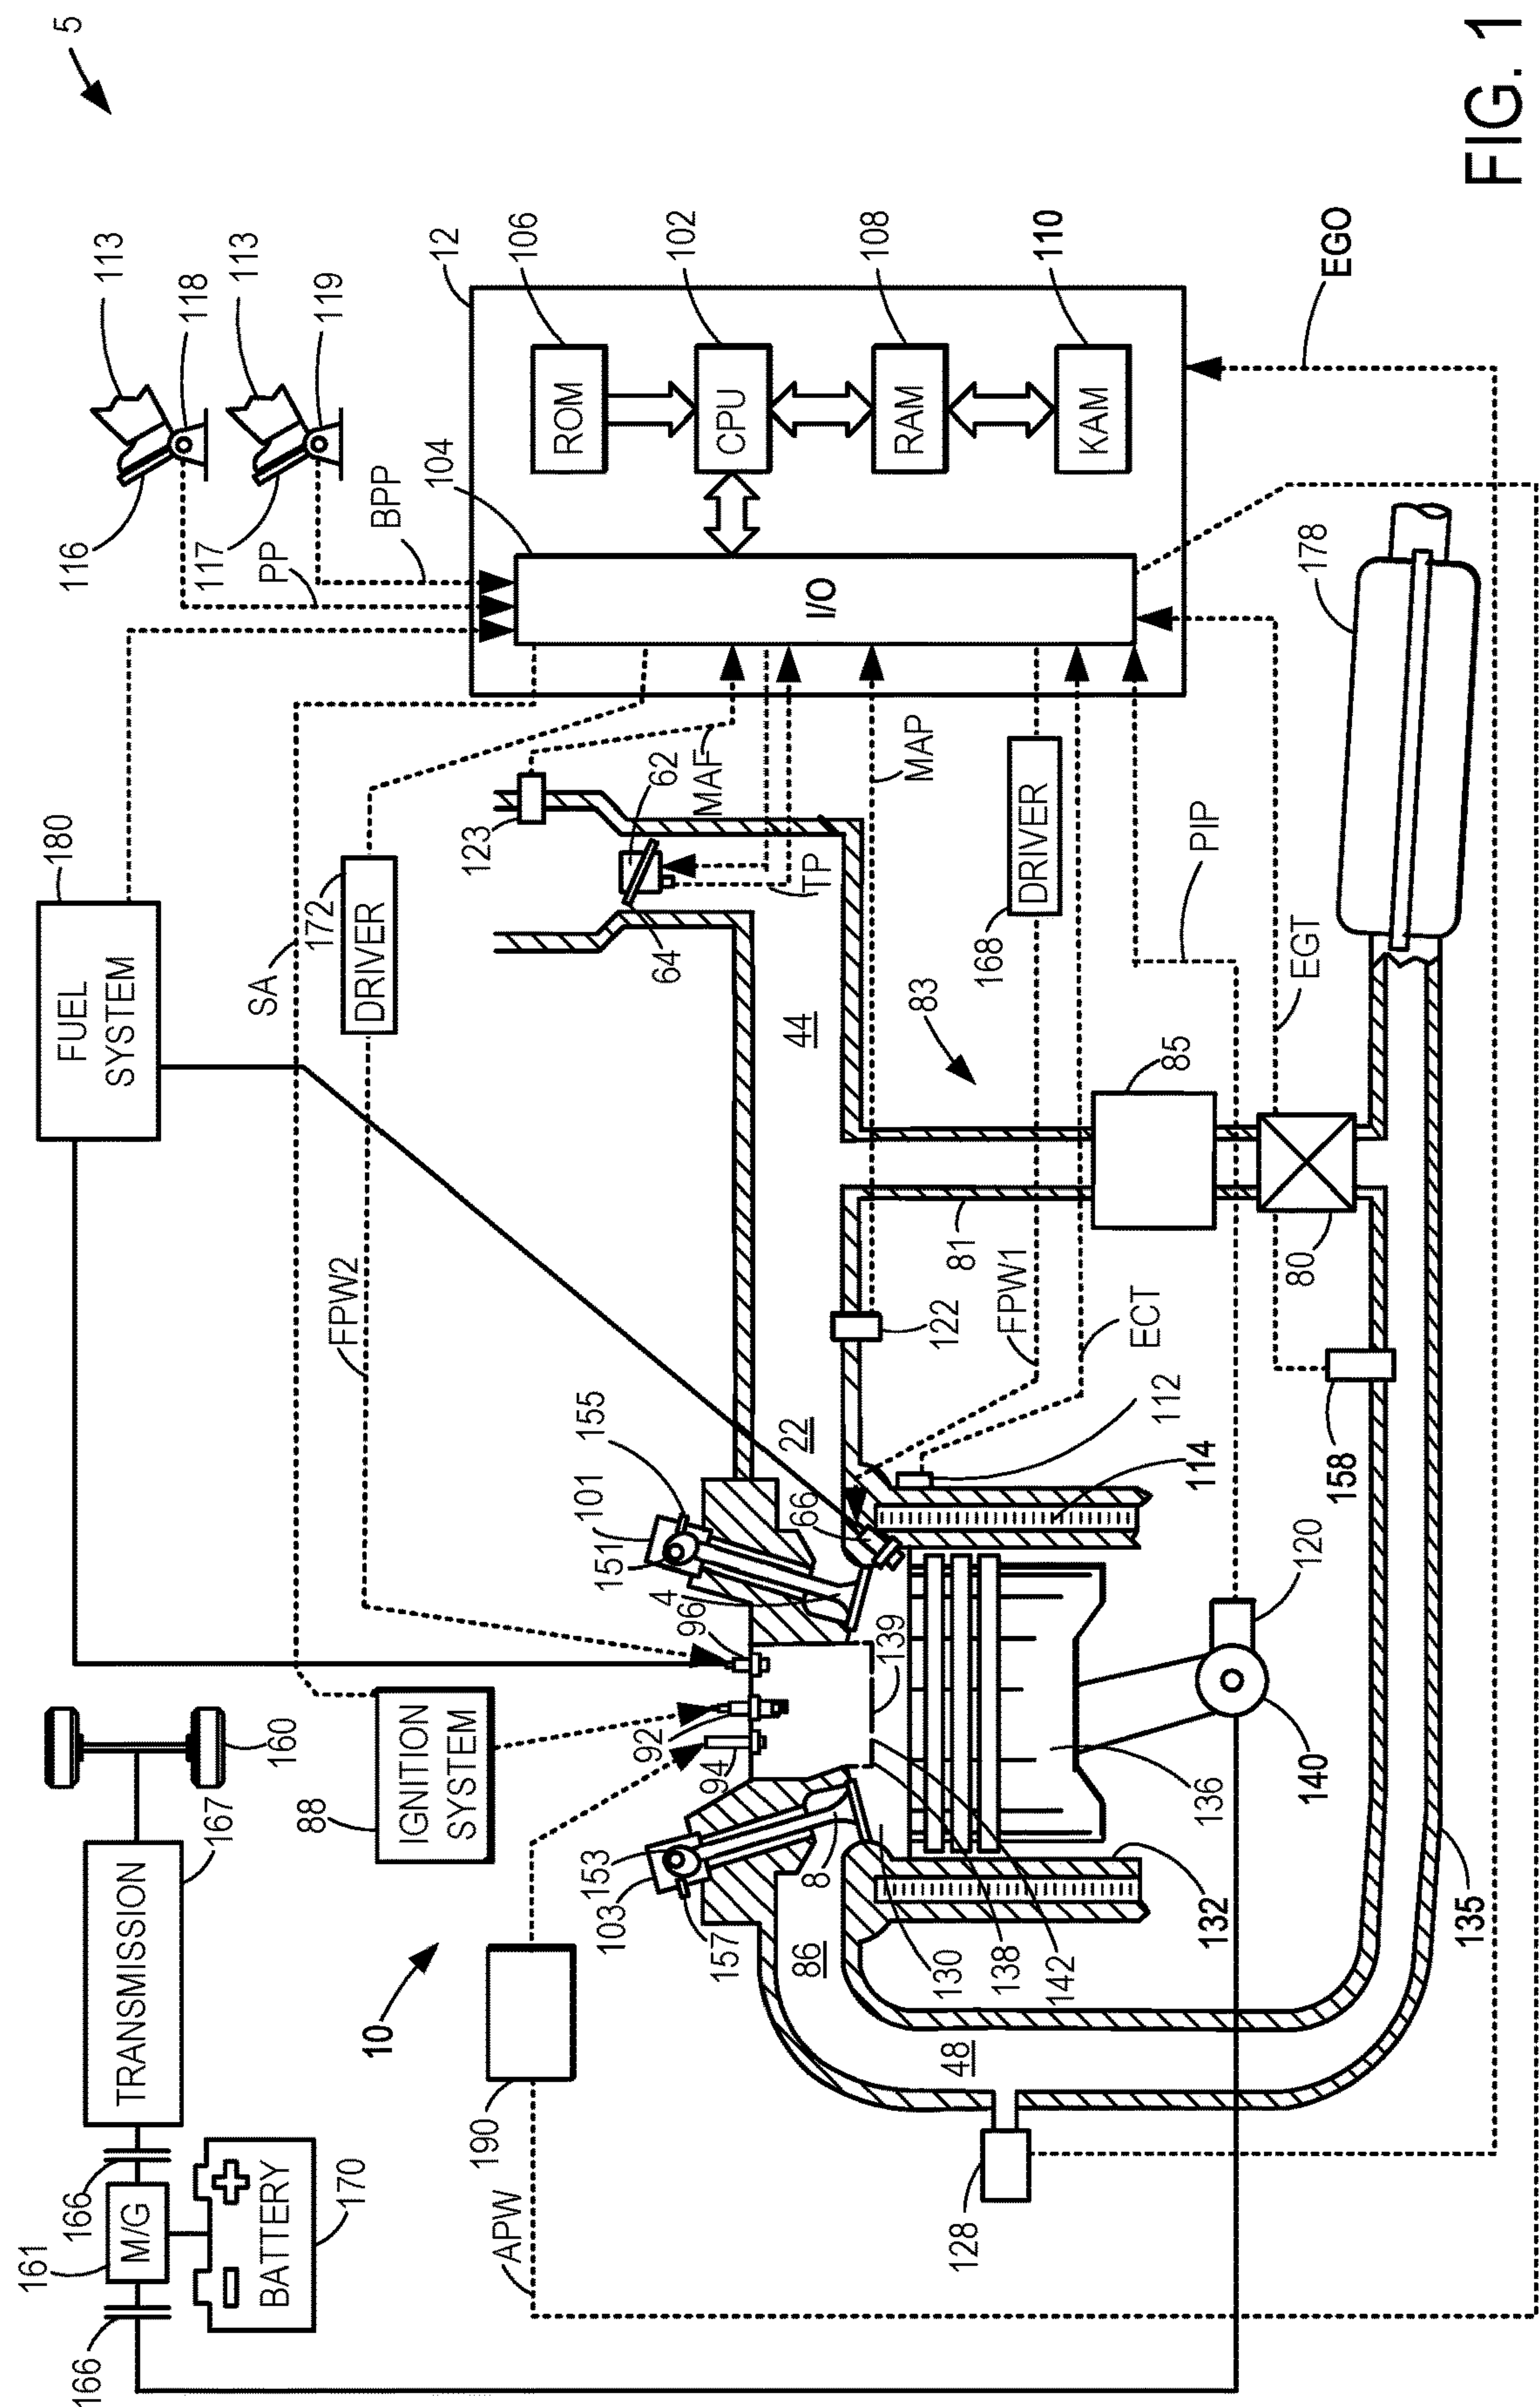 5
113
113
118
119
116
117
PP
BPP
12
104
106
102
108
110
ROM
CPU
RAM
KAM
I/O
EGO
180
FUEL
SYSTEM
SA
172
DRIVER
FPW2
123
MAF
62
64
TP
MAP
DRIVER
168
PIP
EGT
178
44
83
85
81
80
122
FPW1
ECT
112
114
158
22
155
101
151
4
66
96
92
94
139
120
140
136
160
167
TRANSMISSION
88
IGNITION
SYSTEM
103
153
157
8
86
130
138
142
132
135
10
190
48
128
APW
161
166
M/G
166
BATTERY
170
FIG. 1